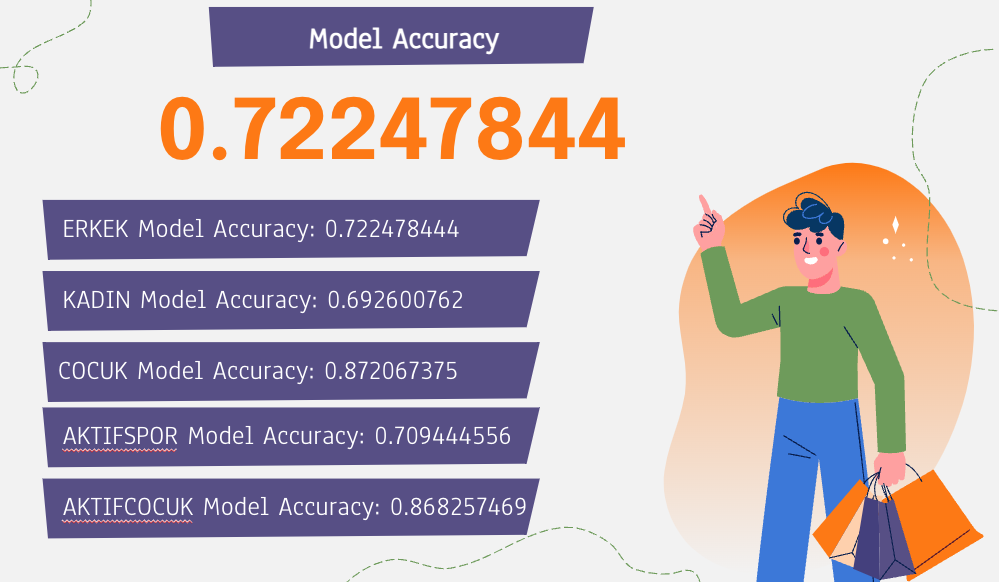 Model Accuracy
0.72247844
ERKEK Model Accuracy: 0.722478444
KADIN Model Accuracy: 0.692600762
COCUK Model Accuracy: 0.872067375
AKTIFSPOR Model Accuracy: 0.709444556
AKTIFCOCUK Model Accuracy: 0.868257469